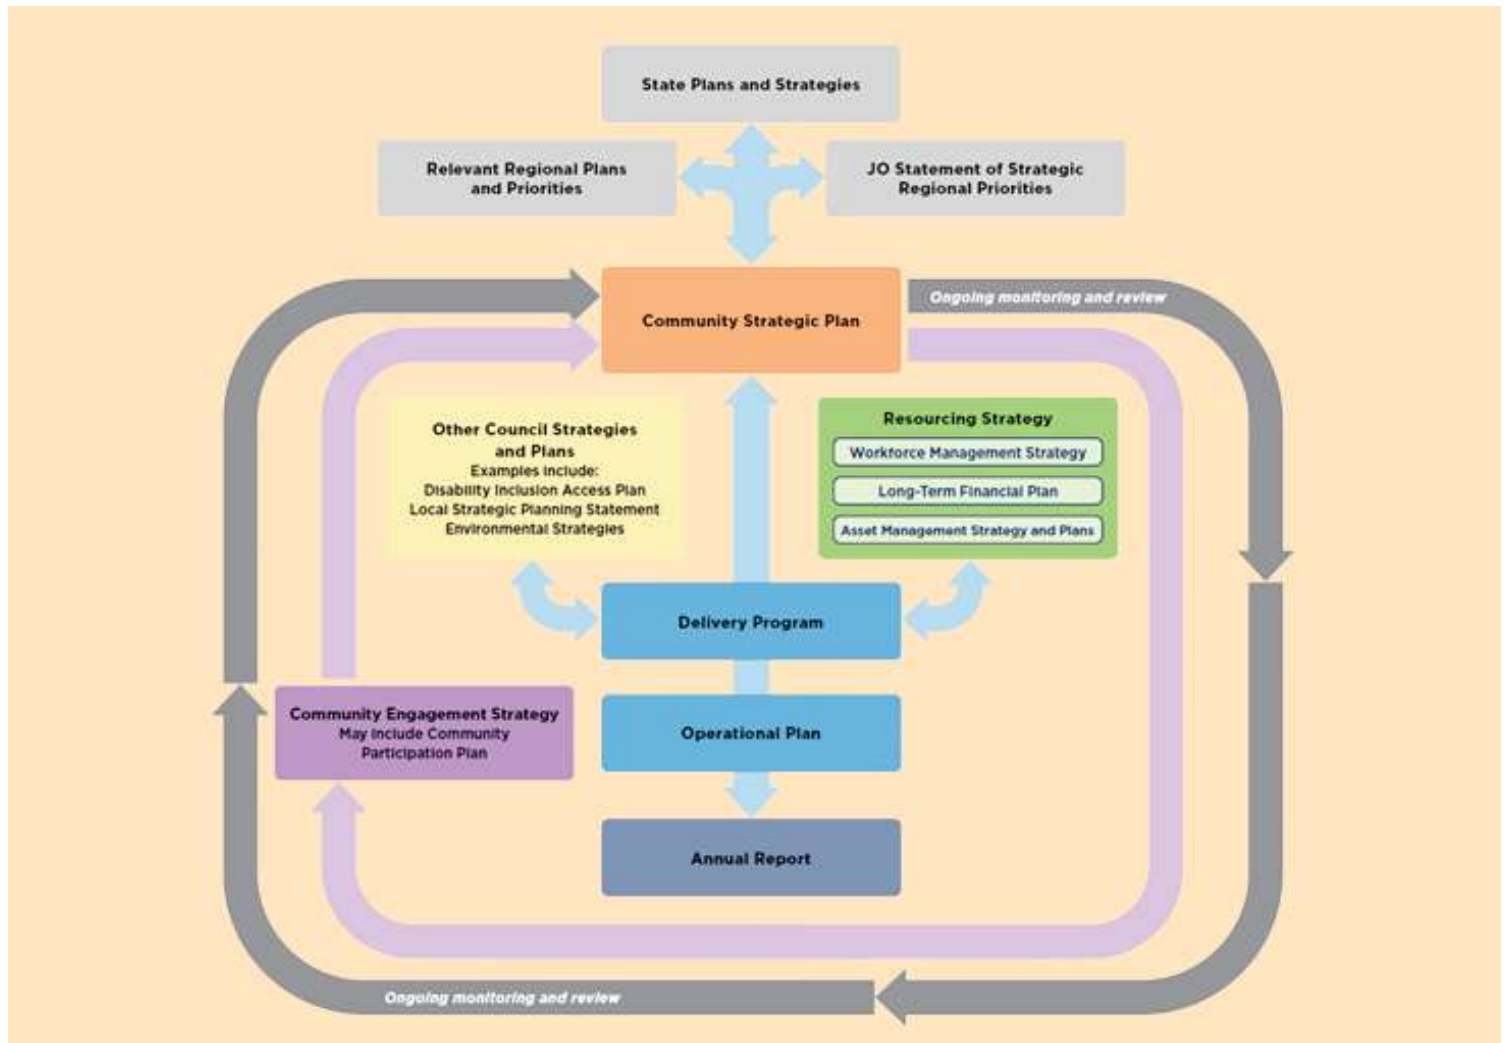 State Plans and Strategies
Relevant Regional Plans
and Priorities
JO Statement of Strategic
Regional Priorities
Community Strategic Plan
Ongoing monitoring and review
Other Council Strategies
and Plans
Examples Include:
Disability Inclusion Access Plan
Local Strategic Planning Statement
Environmental Strategies
Resourcing Strategy
Workforce Management Strategy
Long-Term Financial Plan
Asset Management Strategy and Plans
Delivery Program
Community Engagement Strategy
May Include Community
Participation Plan
Operational Plan
Annual Report
Ongoing monitoring and review